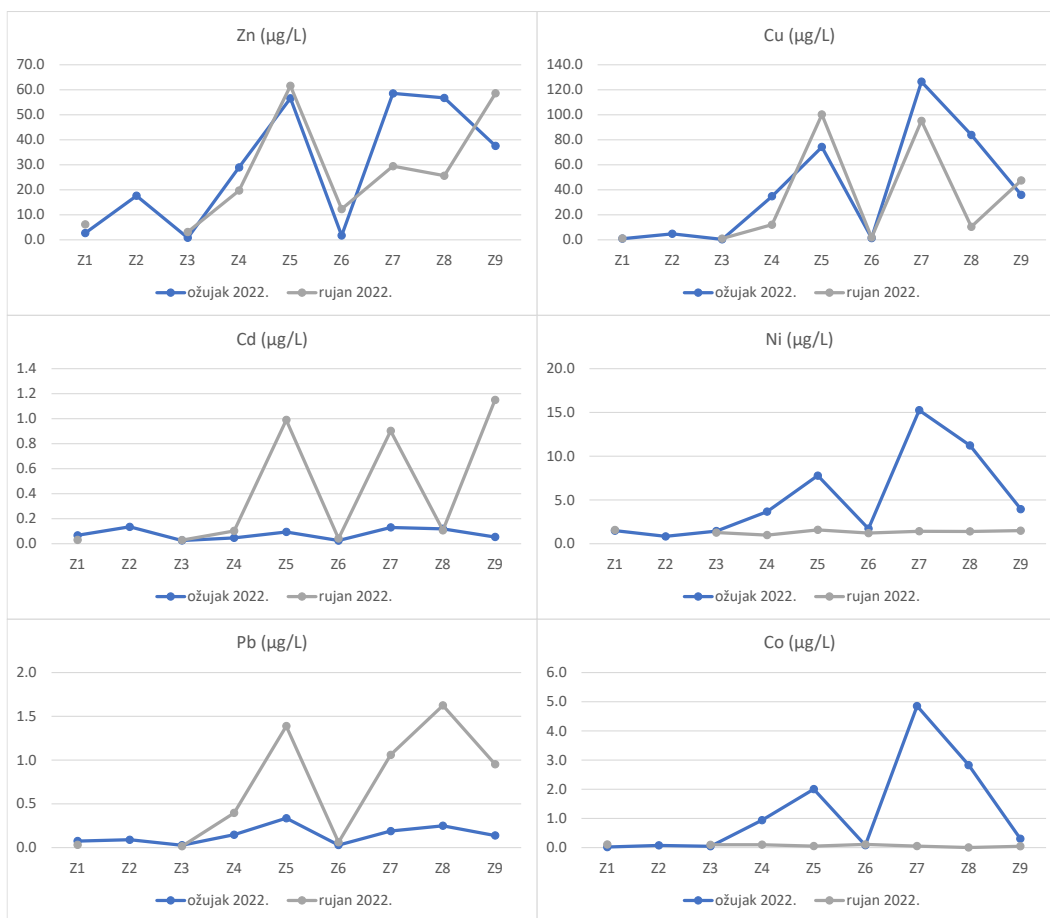 Zn (µg/L)
70.0
60.0
50.0
40.0
30.0
20.0
10.0
0.0
Z1 Z2 Z3 Z4 Z5 Z6 Z7 Z8 Z9
ožujak 2022. rujan 2022.
Cu (µg/L)
140.0
120.0
100.0
80.0
60.0
40.0
20.0
0.0
Z1 Z2 Z3 Z4 Z5 Z6 Z7 Z8 Z9
ožujak 2022. rujan 2022.
Cd (µg/L)
1.4
1.2
1.0
0.8
0.6
0.4
0.2
0.0
Z1 Z2 Z3 Z4 Z5 Z6 Z7 Z8 Z9
ožujak 2022. rujan 2022.
Ni (µg/L)
20.0
15.0
10.0
5.0
0.0
Z1 Z2 Z3 Z4 Z5 Z6 Z7 Z8 Z9
ožujak 2022. rujan 2022.
Pb (µg/L)
2.0
1.5
1.0
0.5
0.0
Z1 Z2 Z3 Z4 Z5 Z6 Z7 Z8 Z9
ožujak 2022. rujan 2022.
Co (µg/L)
6.0
5.0
4.0
3.0
2.0
1.0
0.0
Z1 Z2 Z3 Z4 Z5 Z6 Z7 Z8 Z9
ožujak 2022. rujan 2022.